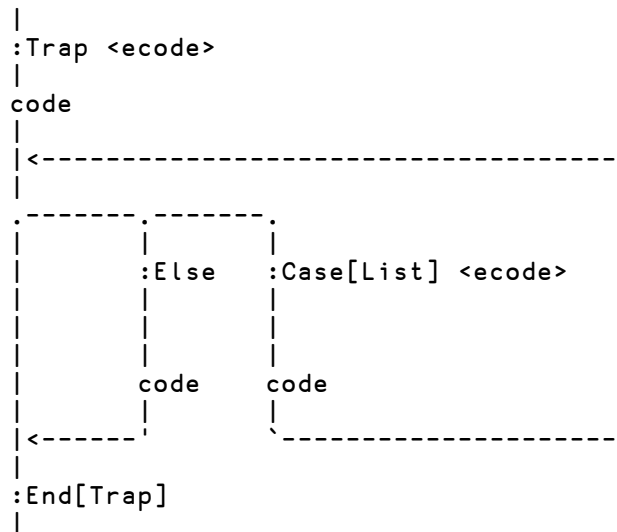 |
:Trap <ecode>
|
code
|
|<------------------------------------
|
.-------.-------.
|       |       |
|       :Else   :Case[List] <ecode>
|       |       |
|       |       |
|       |       |
|       code    code
|       |       |
|<------'       `---------------------
|
:End[Trap]
|